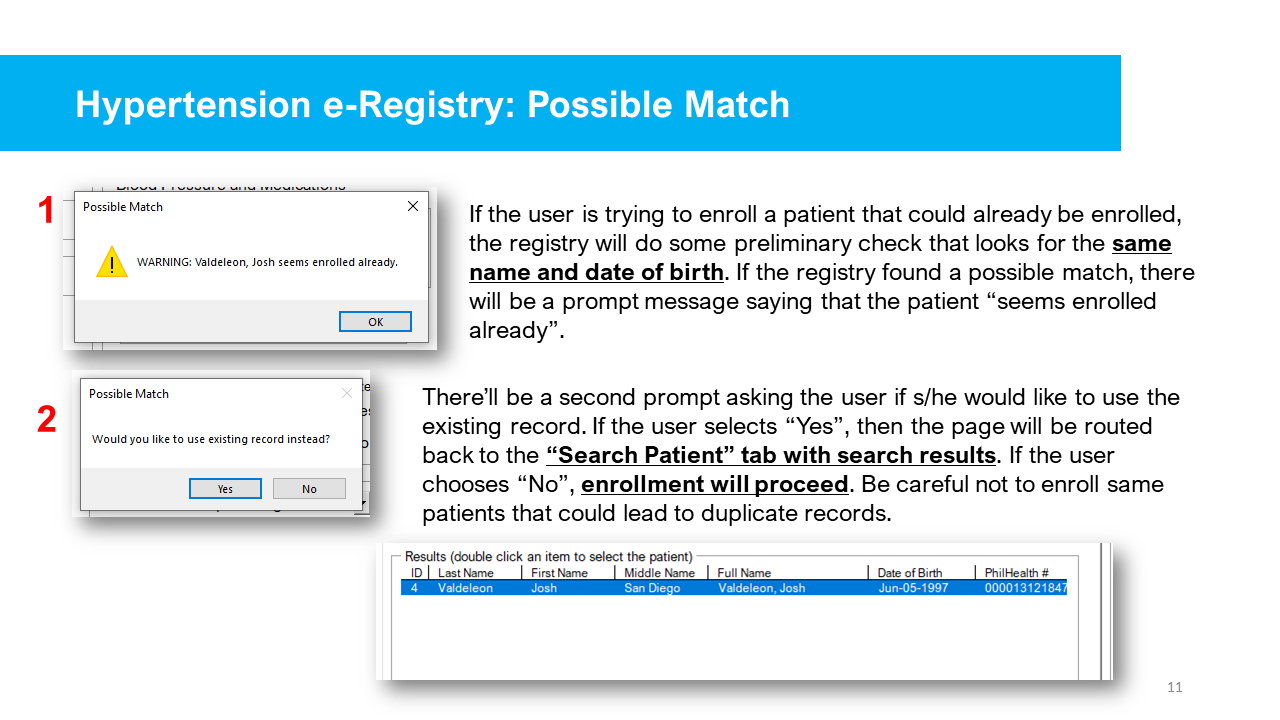 Hypertension e-Registry: Possible Match
1
Blood Pressure and Medications
Possible Match
WARNING: Valdeleon, Josh seems enrolled already.
OK
If the user is trying to enroll a patient that could already be enrolled,
the registry will do some preliminary check that looks for the same
name and date of birth. If the registry found a possible match, there
will be a prompt message saying that the patient “seems enrolled
already”.
2
Possible Match
Would you like to use existing record instead?
Yes No
There’ll be a second prompt asking the user if s/he would like to use the
existing record. If the user selects “Yes”, then the page will be routed
back to the “Search Patient” tab with search results. If the user
chooses “No”, enrollment will proceed. Be careful not to enroll same
patients that could lead to duplicate records.
Results (double click an item to select the patient)
ID Last Name First Name Middle Name Full Name Date of Birth PhilHealth #
4 Valdeleon Josh San Diego Valdeleon, Josh Jun-05-1997 000013121847
11